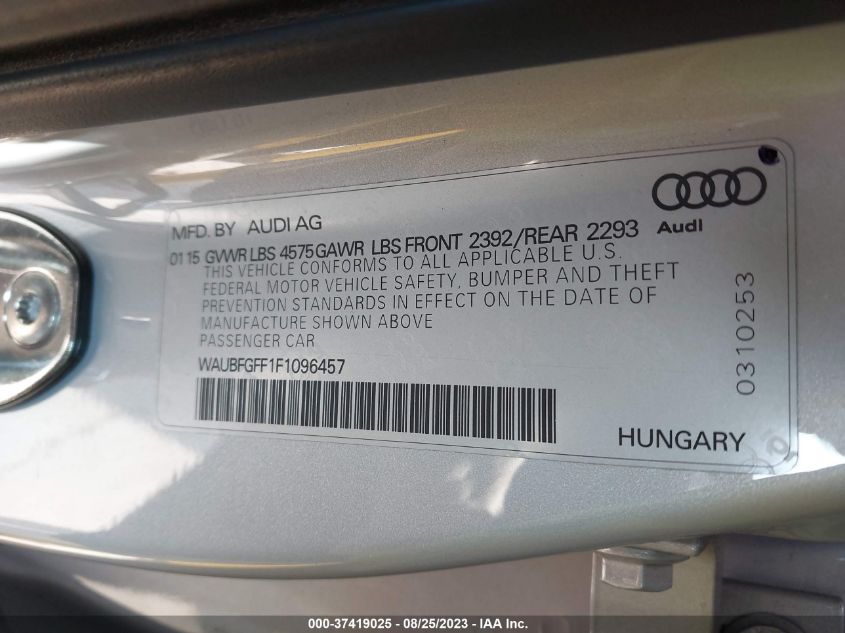 MFD. BY AUDI AG
Audi
01 15 GVWR LBS 4575 GAWR LBS FRONT 2392/REAR 2293
THIS VEHICLE CONFORMS TO ALL APPLICABLE U.S.
FEDERAL MOTOR VEHICLE SAFETY, BUMPER AND THEFT
PREVENTION STANDARDS IN EFFECT ON THE DATE OF
MANUFACTURE SHOWN ABOVE
PASSENGER CAR
WAUBFGFF1F1096457
0310253
HUNGARY
000-37419025 - 08/25/2023 - IAA Inc.